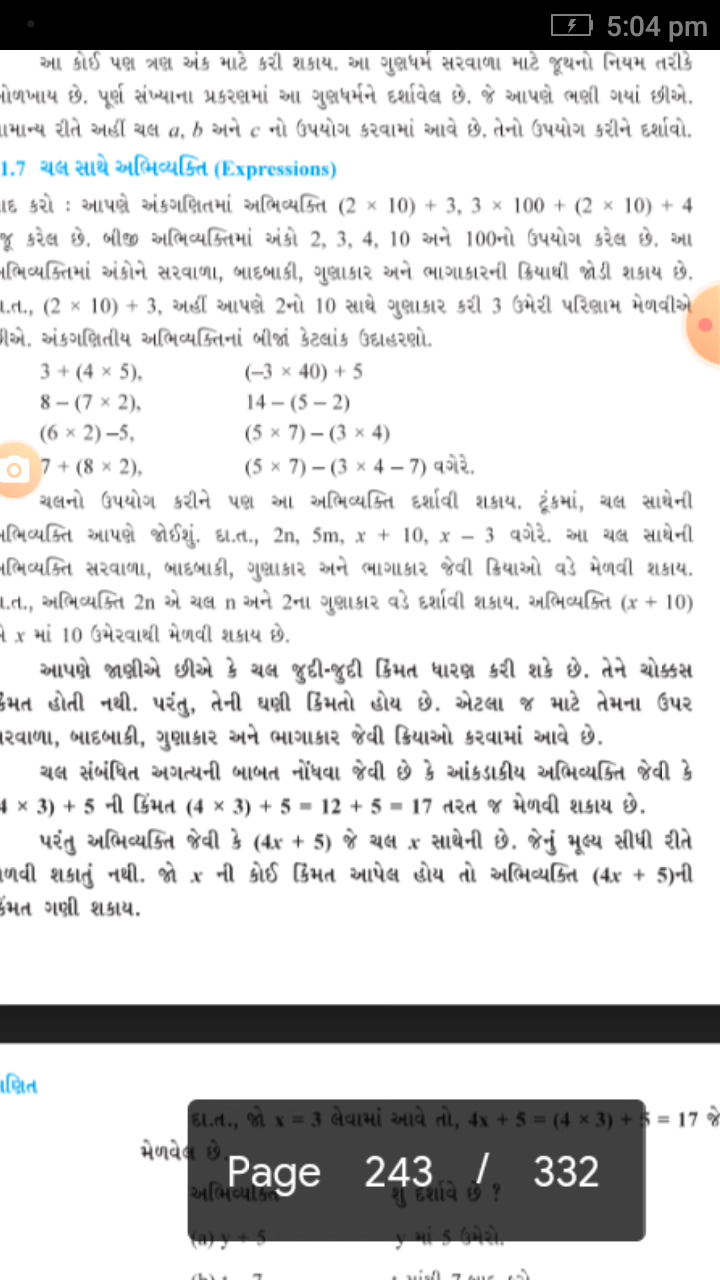 5:04 pm
આ કોઈ પણ ત્રણ અંક માટે કરી શકાય. આ ગુણધર્મ સરવાળા માટે જૂથનો નિયમ તરીકે
ઓળખાય છે. પૂર્ણ સંખ્યાના પ્રકરણમાં આ ગુણધર્મને દર્શાવેલ છે. જે આપણે ભણી ગયાં છીએ.
ામાન્ય રીતે અહીં ચલ a, b અને c નો ઉપયોગ કરવામાં આવે છે. તેનો ઉપયોગ કરીને દર્શાવો.
1.7 ચલ સાથે અભિવ્યક્તિ (Expressions)
ાદ કરો : આપણે અંકગણિતમાં અભિવ્યક્તિ (2 × 10) + 3, 3 × 100 + (2 × 10) + 4
જૂ કરેલ છે. બીજી અભિવ્યક્તિમાં અંકો 2, 3, 4, 10 અને 100નો ઉપયોગ કરેલ છે. આ
ભિવ્યક્તિમાં અંકોને સરવાળા, બાદબાકી, ગુણાકાર અને ભાગાકારની ક્રિયાથી જોડી શકાય છે.
ા.ત., (2 × 10) + 3, અહીં આપણે 2નો 10 સાથે ગુણાકાર કરી 3 ઉમેરી પરિણામ મેળવીએ
ીએ. અંકગણિતીય અભિવ્યક્તિનાં બીજાં કેટલાંક ઉદાહરણો.
3 + (4 × 5), (–3 × 40) + 5
8 – (7 × 2), 14 – (5 – 2)
(6 × 2) –5, (5 × 7) – (3 × 4)
7 + (8 × 2), (5 × 7) – (3 × 4 – 7) વગેરે.
ચલનો ઉપયોગ કરીને પણ આ અભિવ્યક્તિ દર્શાવી શકાય. ટૂંકમાં, ચલ સાથેની
ભિવ્યક્તિ આપણે જોઈશું. દા.ત., 2n, 5m, x + 10, x – 3 વગેરે. આ ચલ સાથેની
ભિવ્યક્તિ સરવાળા, બાદબાકી, ગુણાકાર અને ભાગાકાર જેવી ક્રિયાઓ વડે મેળવી શકાય.
ા.ત., અભિવ્યક્તિ 2n એ ચલ n અને 2ના ગુણાકાર વડે દર્શાવી શકાય. અભિવ્યક્તિ (x + 10)
ે x માં 10 ઉમેરવાથી મેળવી શકાય છે.
આપણે જાણીએ છીએ કે ચલ જુદી-જુદી કિંમત ધારણ કરી શકે છે. તેને ચોક્કસ
િંમત હોતી નથી. પરંતુ, તેની ઘણી કિંમતો હોય છે. એટલા જ માટે તેમના ઉપર
રવાળા, બાદબાકી, ગુણાકાર અને ભાગાકાર જેવી ક્રિયાઓ કરવામાં આવે છે.
ચલ સંબંધિત અગત્યની બાબત નોંધવા જેવી છે કે આંકડાકીય અભિવ્યક્તિ જેવી કે
4 × 3) + 5 ની કિંમત (4 × 3) + 5 = 12 + 5 = 17 તરત જ મેળવી શકાય છે.
પરંતુ અભિવ્યક્તિ જેવી કે (4x + 5) જે ચલ x સાથેની છે. જેનું મૂલ્ય સીધી રીતે
ેળવી શકાતું નથી. જો x ની કોઈ કિંમત આપેલ હોય તો અભિવ્યક્તિ (4x + 5)ની
િંમત ગણી શકાય.
ણિત
દા.ત., જો x = 3 લેવામાં આવે તો, 4x + 5 = (4 × 3) + 5 = 17 જે
મેળવેલ છે.
Page 243 / 332
અભિવ્યક્તિ શું દર્શાવે છે ?
(a) y + 5 y માં 5 ઉમેરો.